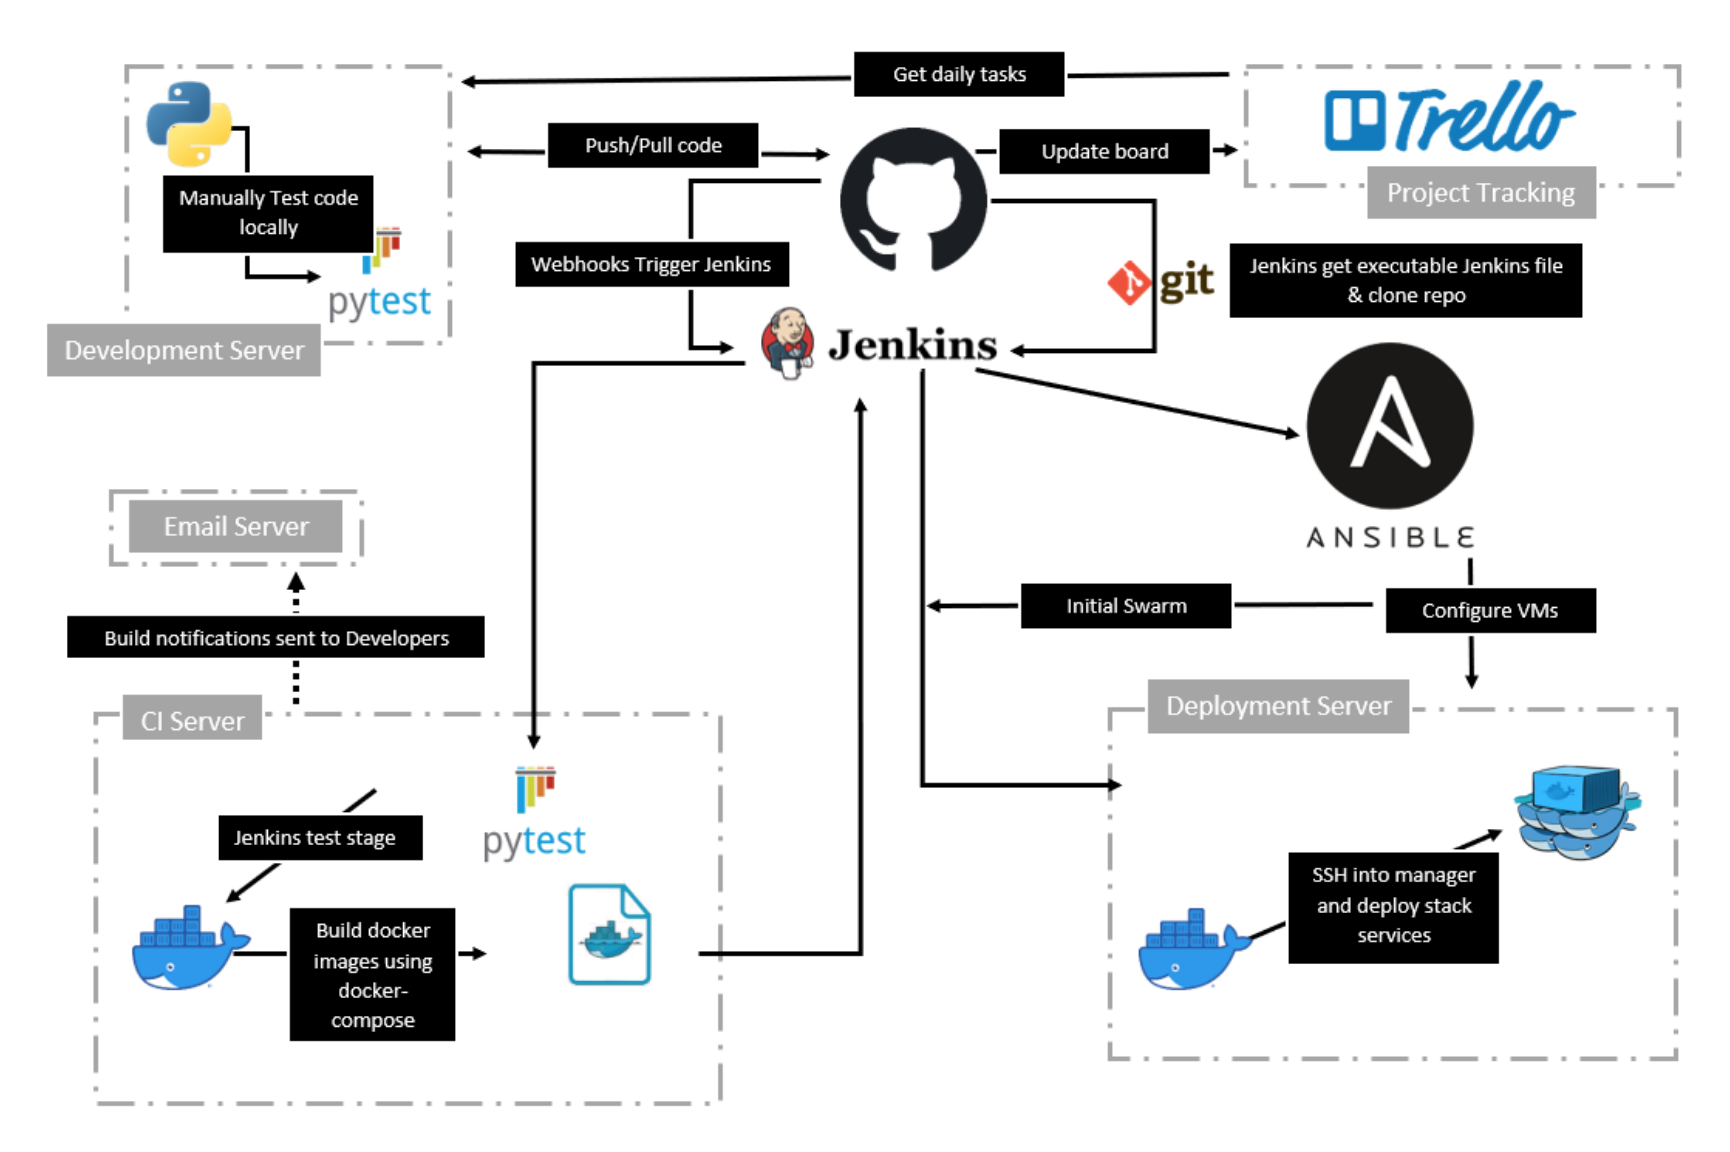 Get daily tasks
Trello
Push/Pull code
Update board
Project Tracking
Manually Test code
locally
pytest
Development Server
Webhooks Trigger Jenkins
git
Jenkins get executable Jenkins file
& clone repo
Jenkins
ANSIBLE
Email Server
Initial Swarm
Configure VMs
Build notifications sent to Developers
CI Server
Deployment Server
Jenkins test stage
pytest
Build docker
images using
docker-
compose
SSH into manager
and deploy stack
services